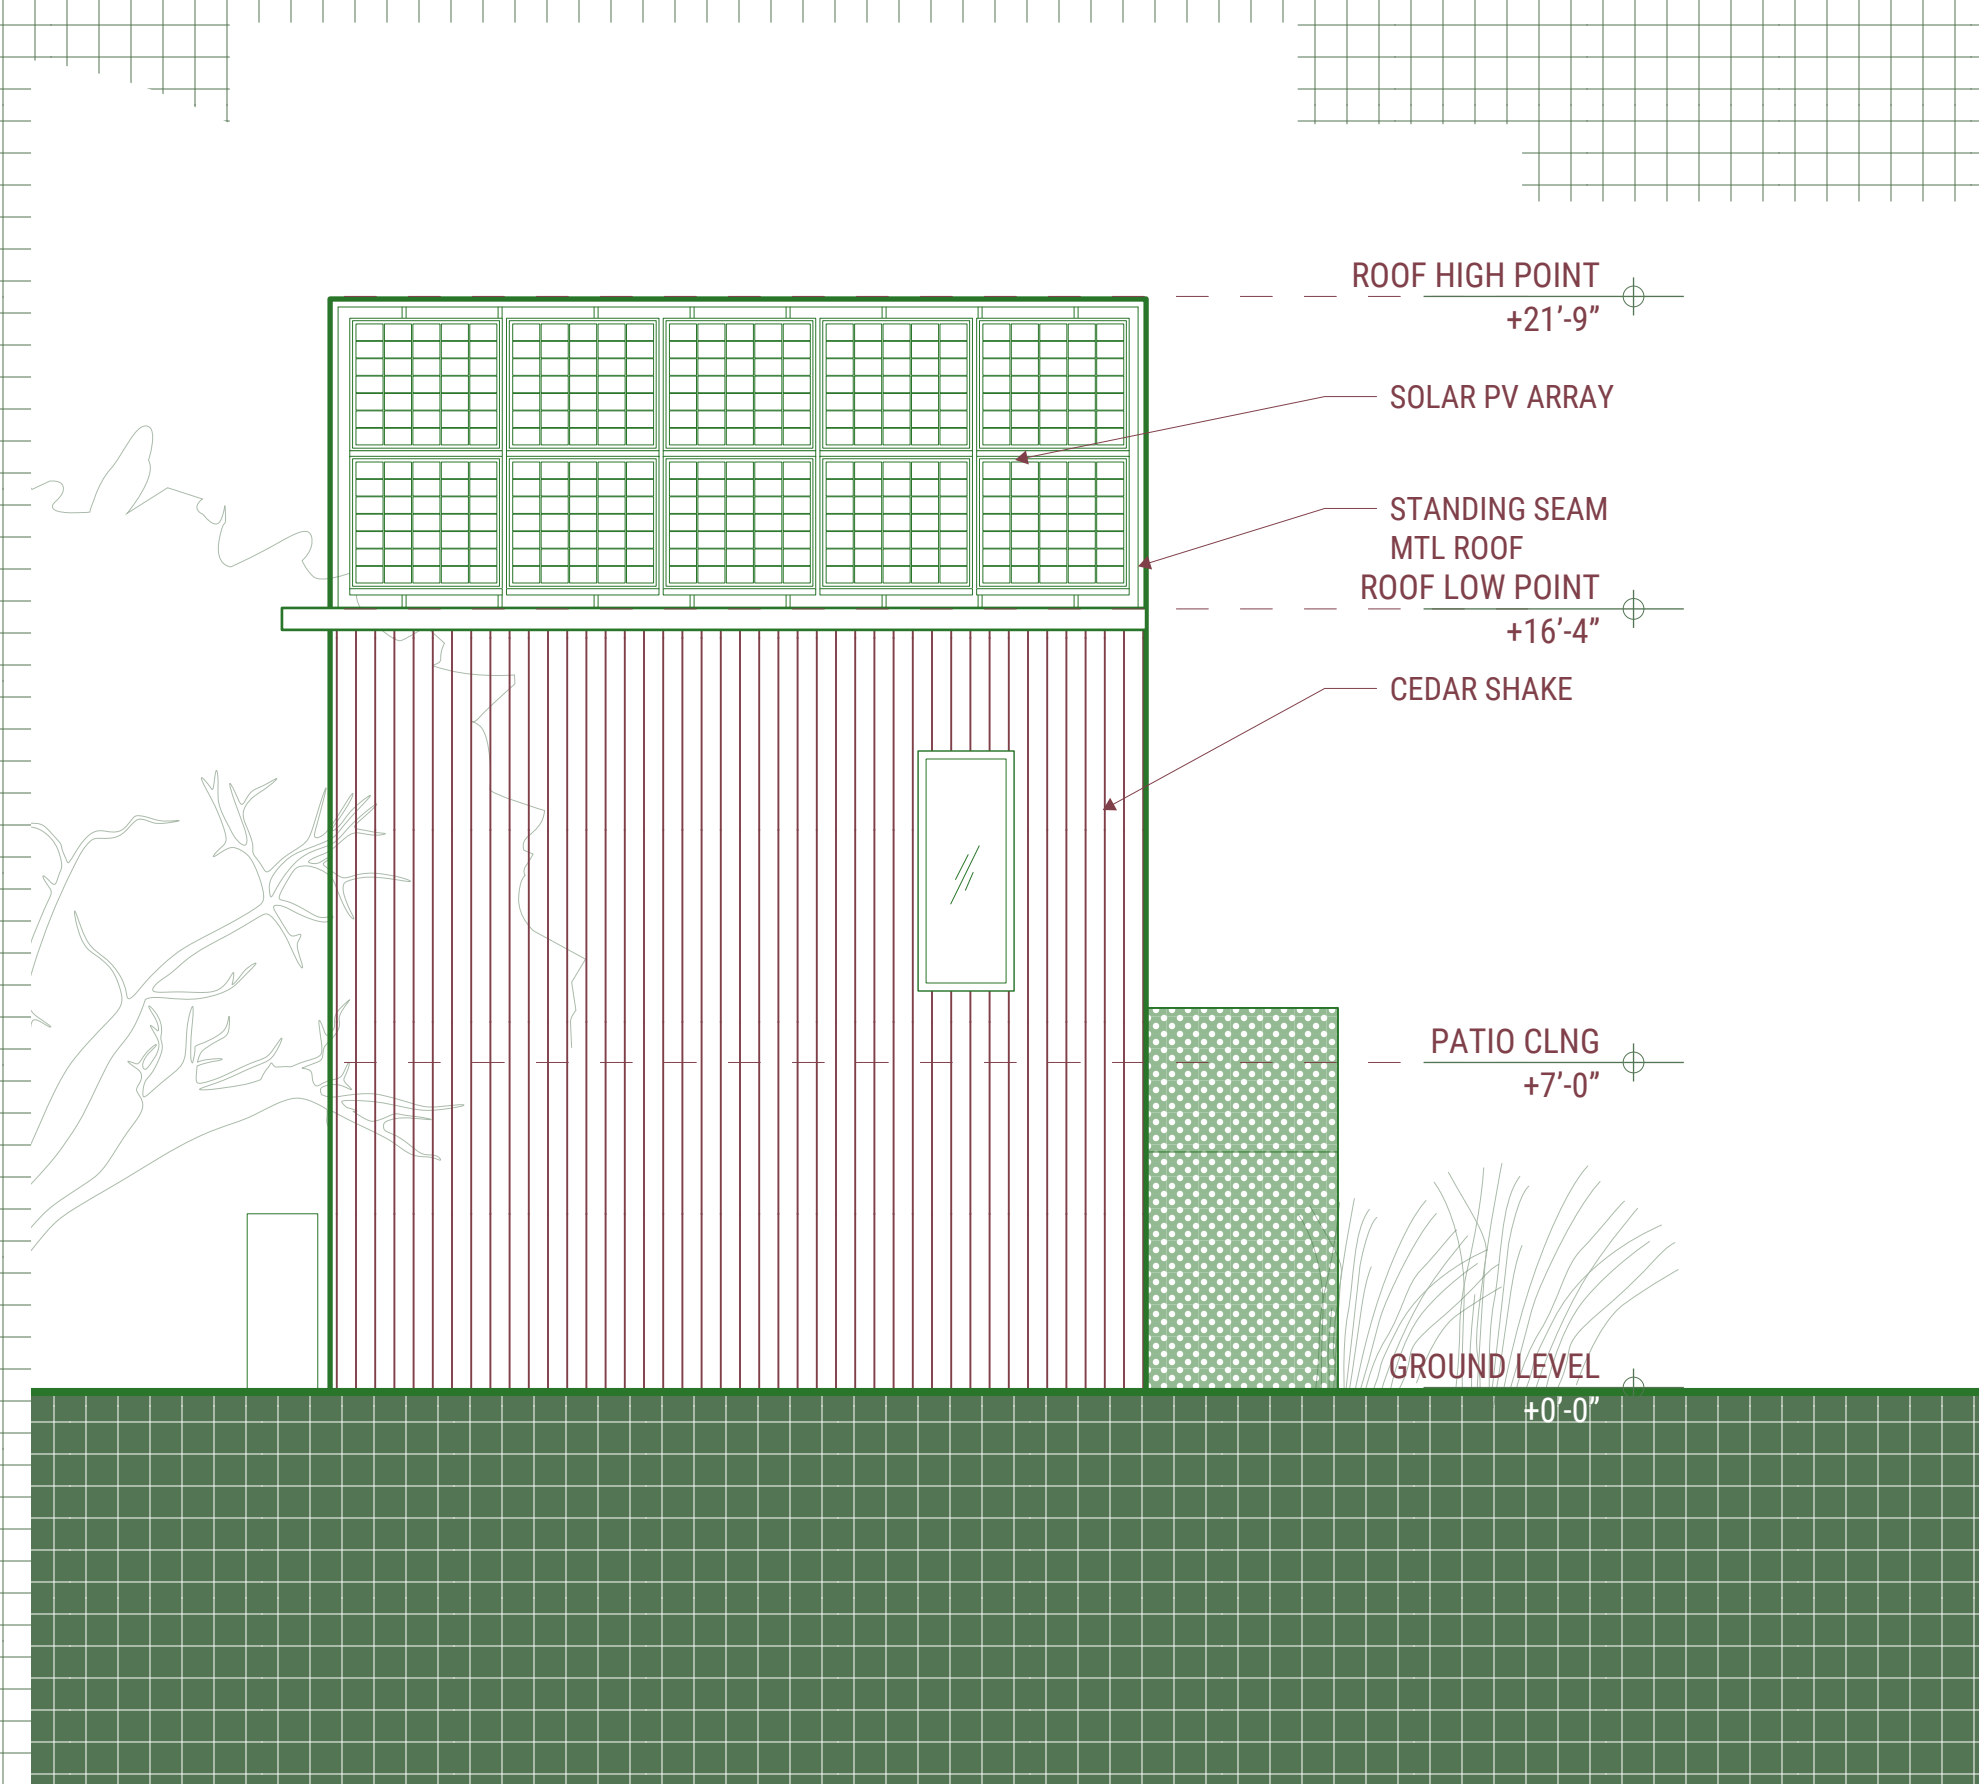 ROOF HIGH POINT
+21’-9”
SOLAR PV ARRAY
STANDING SEAM
MTL ROOF
ROOF LOW POINT
+16’-4”
CEDAR SHAKE
PATIO CLNG
+7’-0”
GROUND LEVEL
+0’-0”